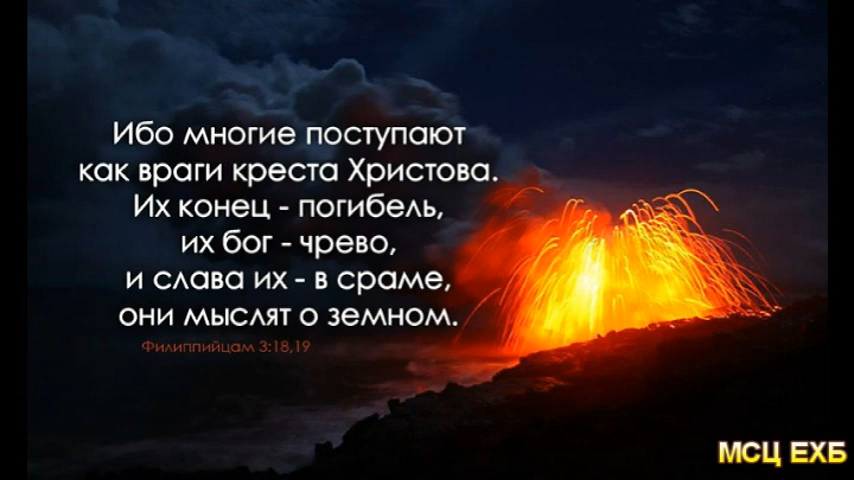 Ибо многие поступают
как враги креста Христова.
Их конец - погибель,
их бог - чрево,
и слава их - в сраме,
они мыслят о земном.
Филиппийцам 3:18,19
МСЦ ЕХБ